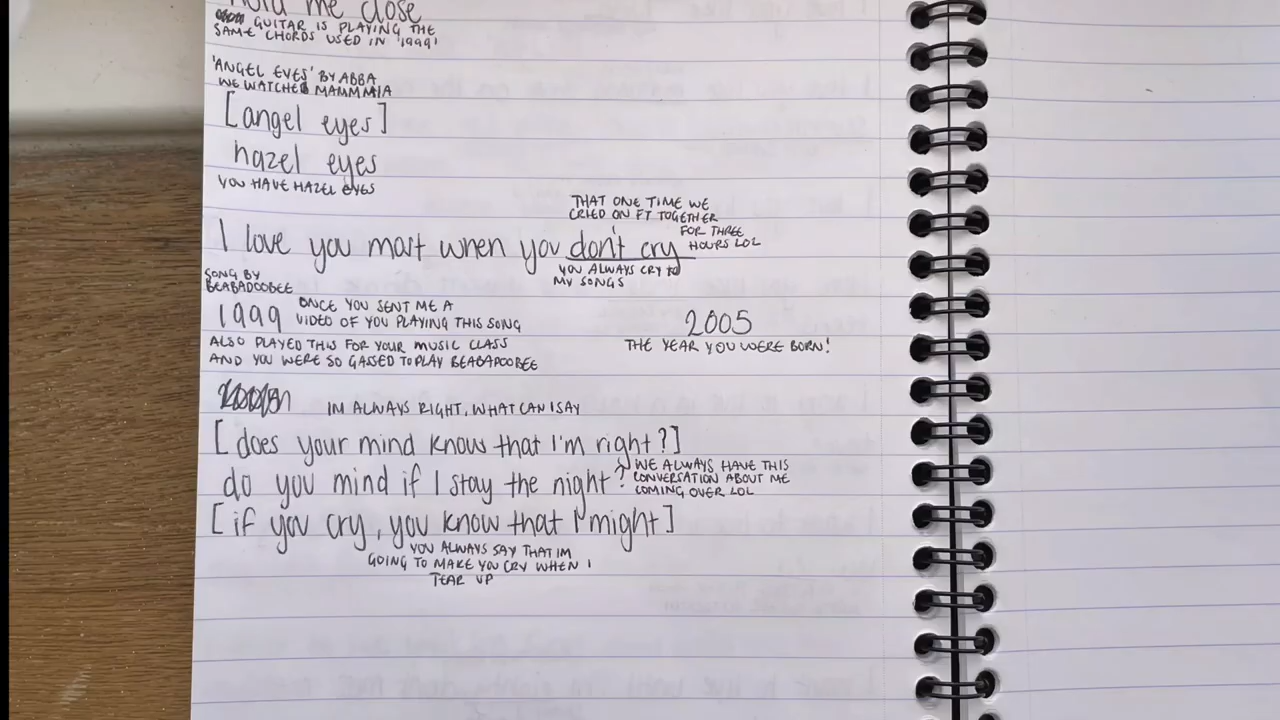 hold me close
GUITAR IS PLAYING THE
SAME CHORDS USED IN '1999'
'ANGEL EYES' BY ABBA
WE WATCHED MAMMMIA
[angel eyes]
hazel eyes
YOU HAVE HAZEL EYES
THAT ONE TIME WE
CRIED ON FT TOGETHER
FOR THREE
HOURS LOL
I love you most when you don't cry
YOU ALWAYS CRY TO
MY SONGS
SONG BY
BEABADOOBEE
1999
ONCE YOU SENT ME A
VIDEO OF YOU PLAYING THIS SONG
ALSO PLAYED THIS FOR YOUR MUSIC CLASS
AND YOU WERE SO GASSED TO PLAY BEABADOOBEE
2005
THE YEAR YOU WERE BORN!
IM ALWAYS RIGHT, WHAT CAN I SAY
[does your mind know that I'm right?]
do you mind if I stay the night?
WE ALWAYS HAVE THIS
CONVERSATION ABOUT ME
COMING OVER LOL
[if you cry, you know that I might]
YOU ALWAYS SAY THAT IM
GOING TO MAKE YOU CRY WHEN I
TEAR UP